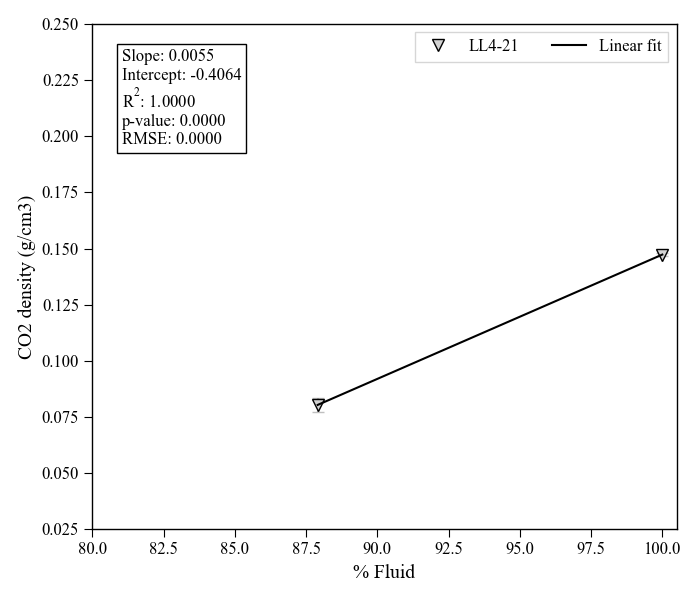 0.250
0.225
0.200
0.175
0.150
0.125
0.100
0.075
0.050
0.025
CO2 density (g/cm3)
Slope: 0.0055
Intercept: -0.4064
R²: 1.0000
p-value: 0.0000
RMSE: 0.0000
LL4-21
Linear fit
80.0 82.5 85.0 87.5 90.0 92.5 95.0 97.5 100.0
% Fluid